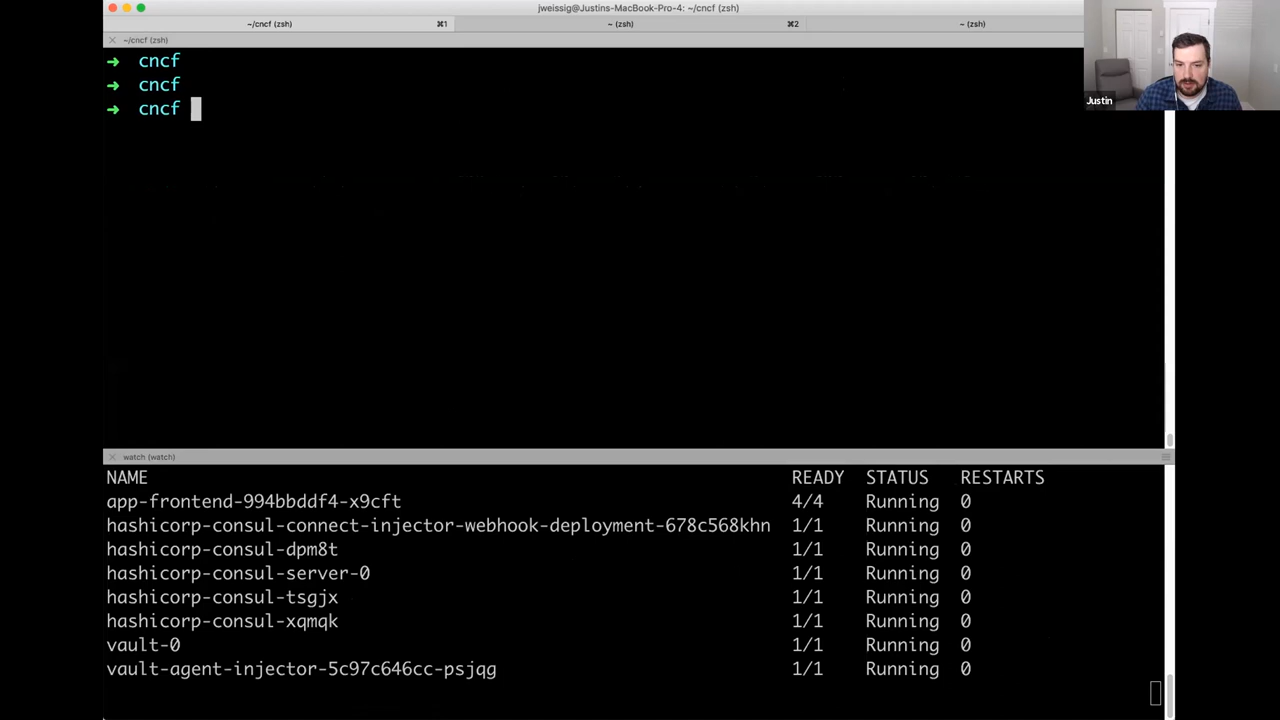 jweissig@Justins-MacBook-Pro-4: ~/cncf (zsh)
~/cncf (zsh) ⌘1 ~ (zsh) ⌘2 ~ (zsh)
~/cncf (zsh)
Justin
➜ cncf
➜ cncf
➜ cncf
watch (watch)
NAME READY STATUS RESTARTS
app-frontend-994bbddf4-x9cft 4/4 Running 0
hashicorp-consul-connect-injector-webhook-deployment-678c568khn 1/1 Running 0
hashicorp-consul-dpm8t 1/1 Running 0
hashicorp-consul-server-0 1/1 Running 0
hashicorp-consul-tsgjx 1/1 Running 0
hashicorp-consul-xqmqk 1/1 Running 0
vault-0 1/1 Running 0
vault-agent-injector-5c97c646cc-psjqg 1/1 Running 0